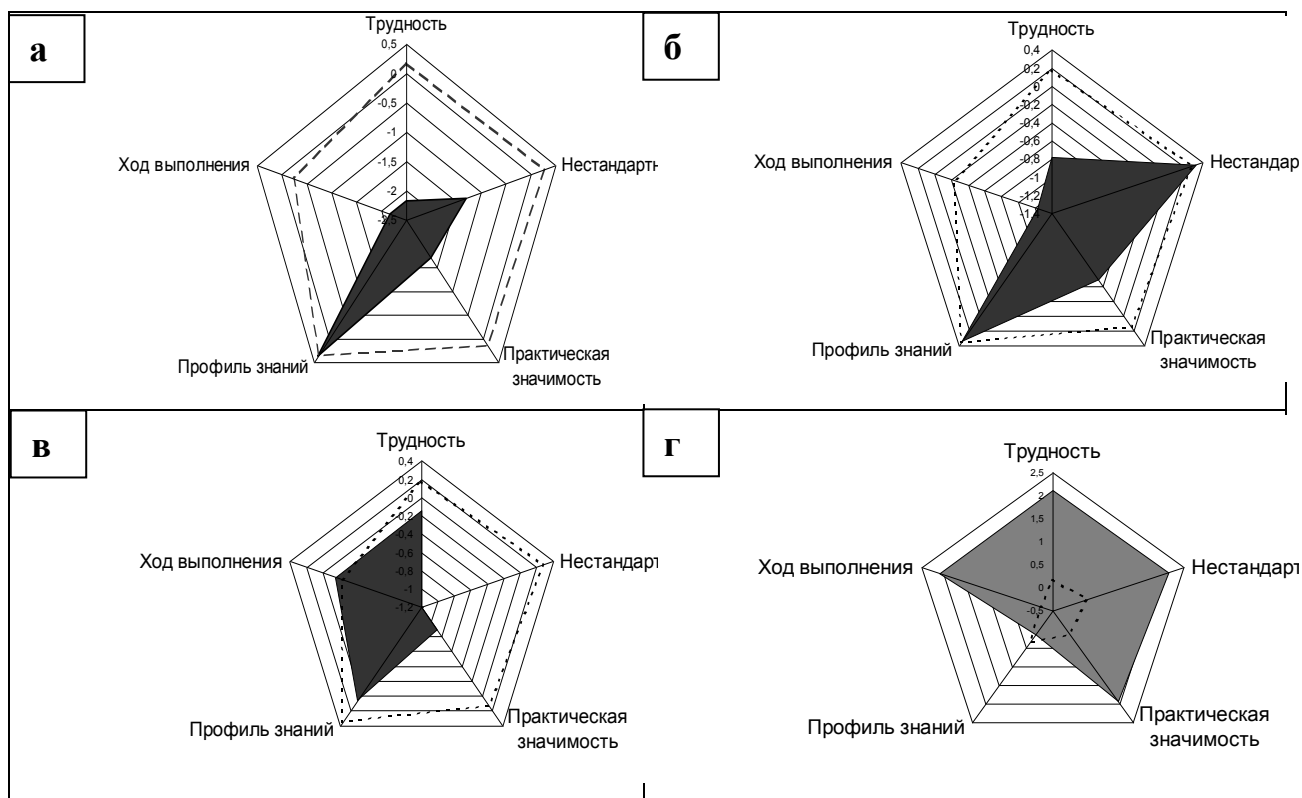 а
Трудность
0,5
0
-0,5
-1
-1,5
-2
-2,5
Ход выполнения
Нестандартн
Профиль знаний
Практическая
значимость
б
Трудность
0,4
0,2
0
-0,2
-0,4
-0,6
-0,8
-1
-1,2
-1,4
Ход выполнения
Нестандар
Профиль знаний
Практическая
значимость
в
Трудность
0,4
0,2
0
-0,2
-0,4
-0,6
-0,8
-1
-1,2
Ход выполнения
Нестандарт
Профиль знаний
Практическая
значимость
г
Трудность
2,5
2
1,5
1
0,5
0
-0,5
Ход выполнения
Нестандарт
Профиль знаний
Практическая
значимость